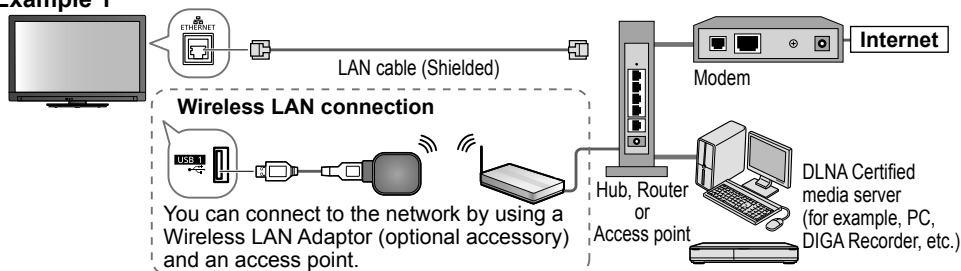 Example 1
ETHERNET
LAN cable (Shielded)
Internet
Modem
Wireless LAN connection
USB 1
You can connect to the network by using a
Wireless LAN Adaptor (optional accessory)
and an access point.
Hub, Router
or
Access point
DLNA Certified
media server
(for example, PC,
DIGA Recorder, etc.)